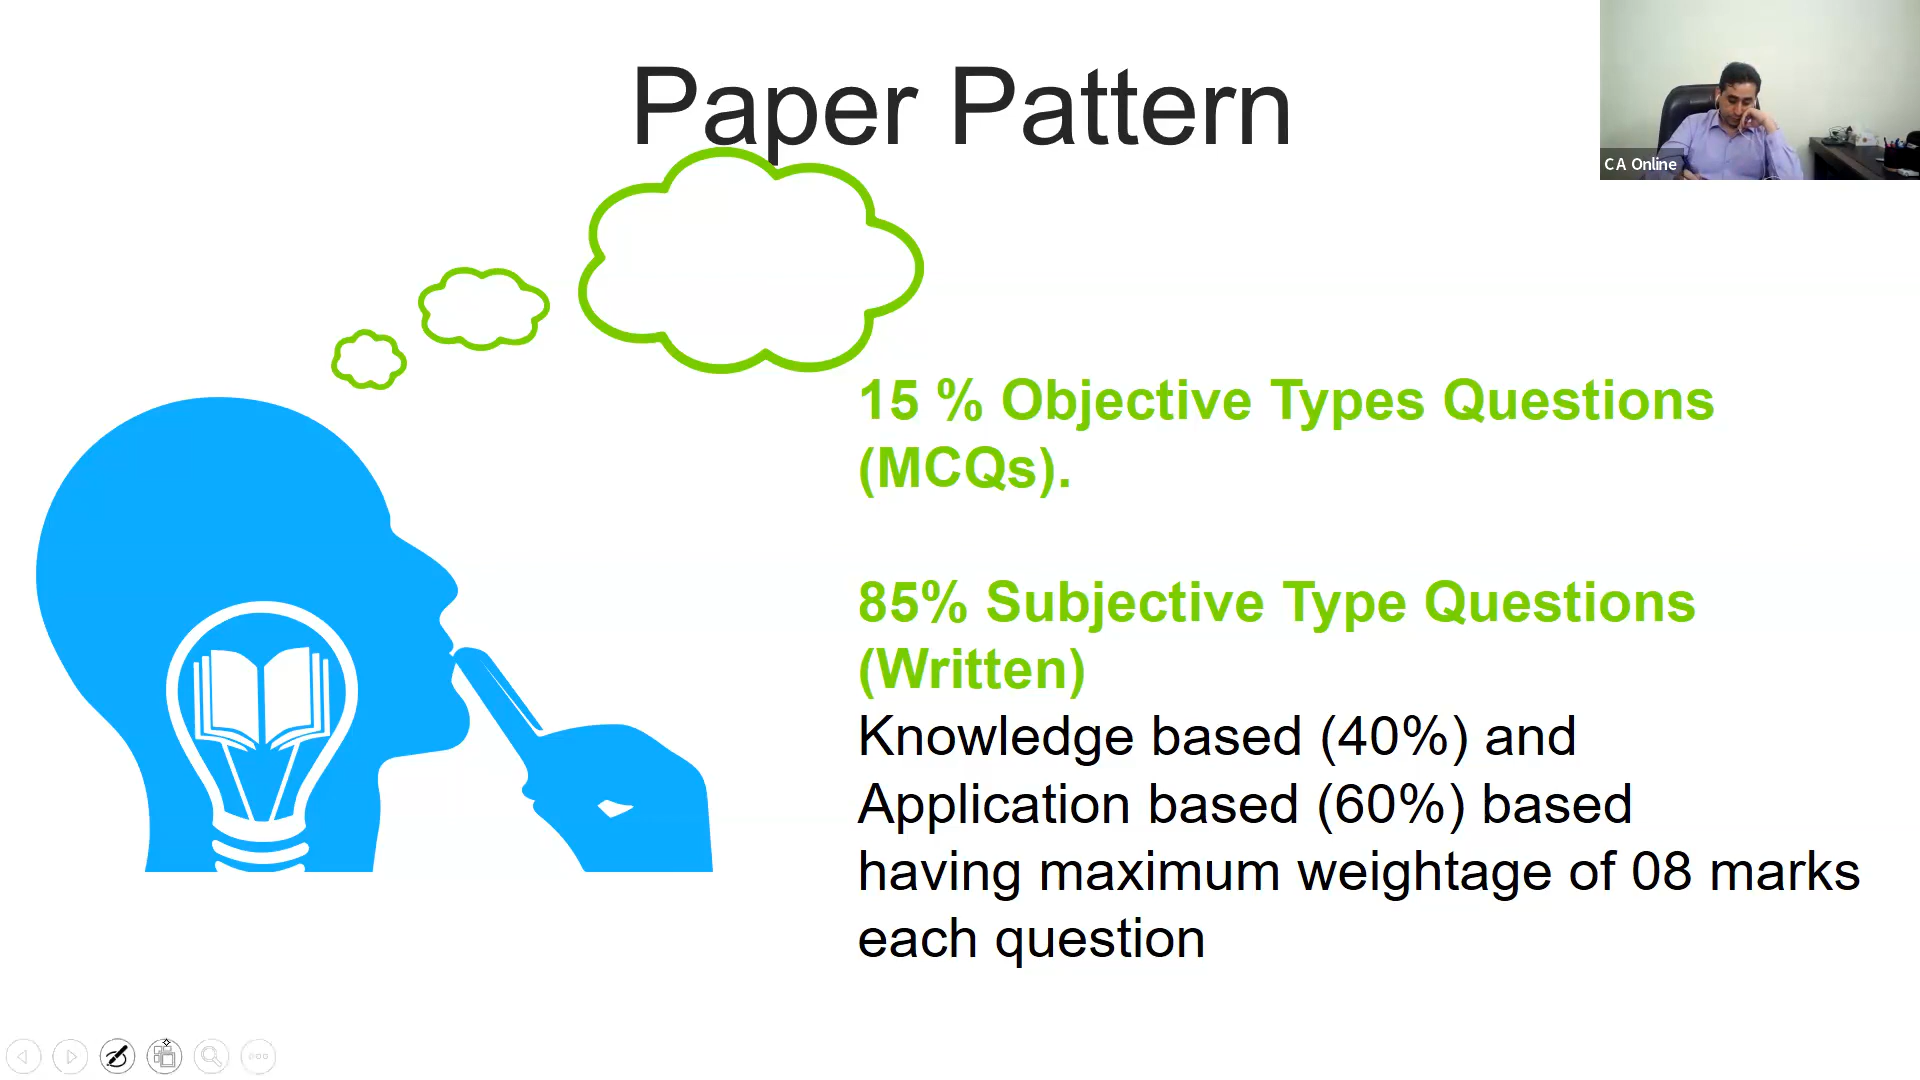 Paper Pattern
CA Online
15 % Objective Types Questions
(MCQs).
85% Subjective Type Questions
(Written)
Knowledge based (40%) and
Application based (60%) based
having maximum weightage of 08 marks
each question